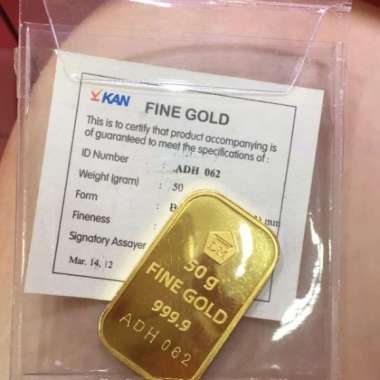 KAN
FINE GOLD
This is to certify that product accompanying is
of guaranteed to meet the specifications of :
ID Number : ADH 062
Weight (gram) : 50
Form :
Fineness
Signatory Assayer
Mar. 14, 12
mm
50 g
FINE GOLD
999.9
ADH 062